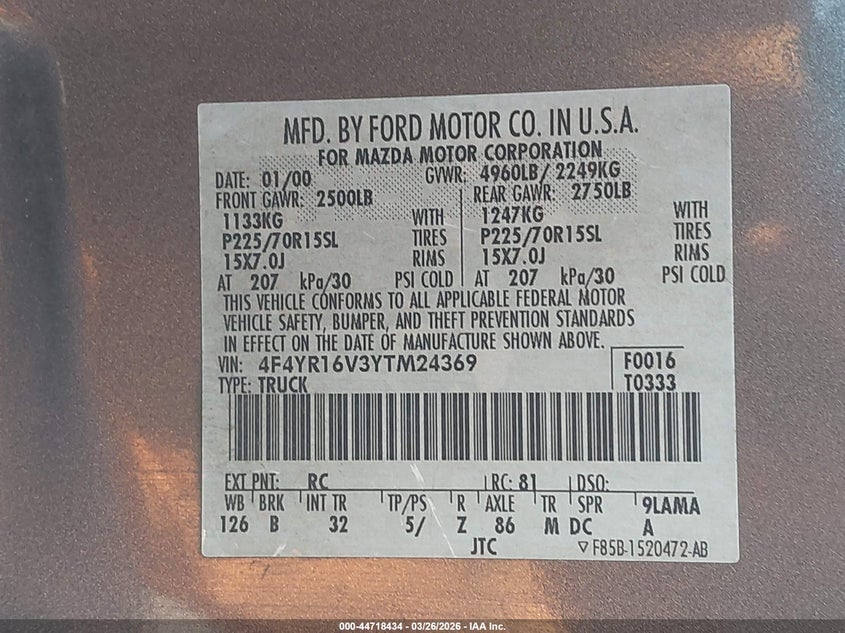 MFD. BY FORD MOTOR CO. IN U.S.A.
FOR MAZDA MOTOR CORPORATION
DATE: 01/00 GVWR: 4960LB/ 2249KG
FRONT GAWR: 2500LB REAR GAWR: 2750LB
1133KG WITH 1247KG WITH
P225/70R15SL TIRES P225/70R15SL TIRES
15X7.0J RIMS 15X7.0J RIMS
AT 207 kPa/30 PSI COLD AT 207 kPa/30 PSI COLD
THIS VEHICLE CONFORMS TO ALL APPLICABLE FEDERAL MOTOR
VEHICLE SAFETY, BUMPER, AND THEFT PREVENTION STANDARDS
IN EFFECT ON THE DATE OF MANUFACTURE SHOWN ABOVE.
VIN: 4F4YR16V3YTM24369 F0016
TYPE: TRUCK T0333
EXT PNT: RC RC: 81 DSO:
WB BRK INT TR TP/PS R AXLE TR SPR 9LAMA
126 B 32 5/ Z 86 M DC A
JTC ▽ F85B-1520472-AB
000-44718434 | 03/26/2026 - IAA Inc.